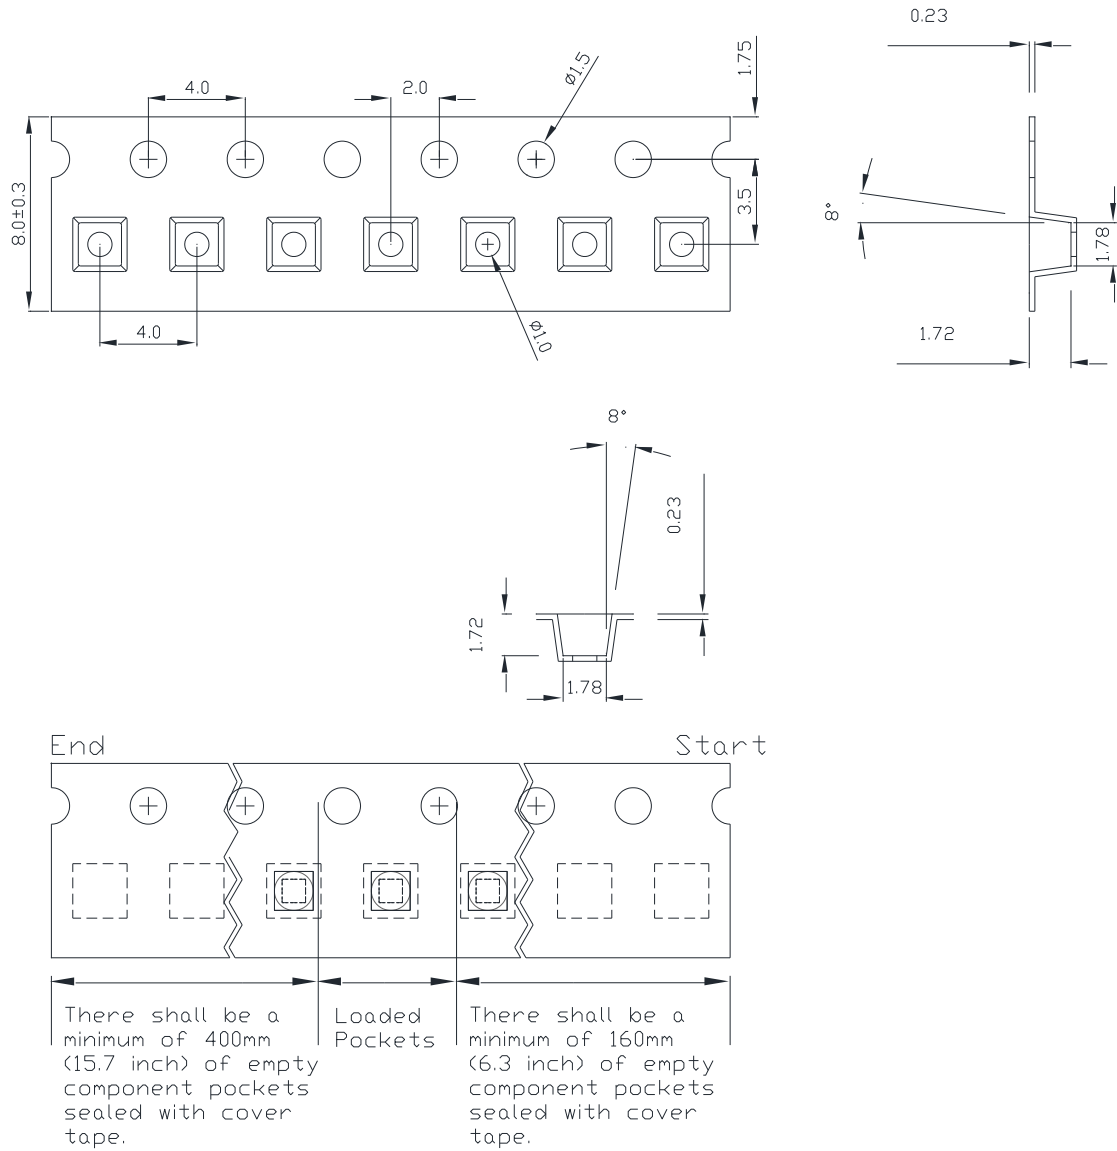 0.23
1.75
4.0
2.0
ø1.5
8.0±0.3
3.5
8°
1.78
4.0
ø1.0
1.72
8°
0.23
1.72
1.78
End
Start
There shall be a
minimum of 400mm
(15.7 inch) of empty
component pockets
sealed with cover
tape.
Loaded
Pockets
There shall be a
minimum of 160mm
(6.3 inch) of empty
component pockets
sealed with cover
tape.